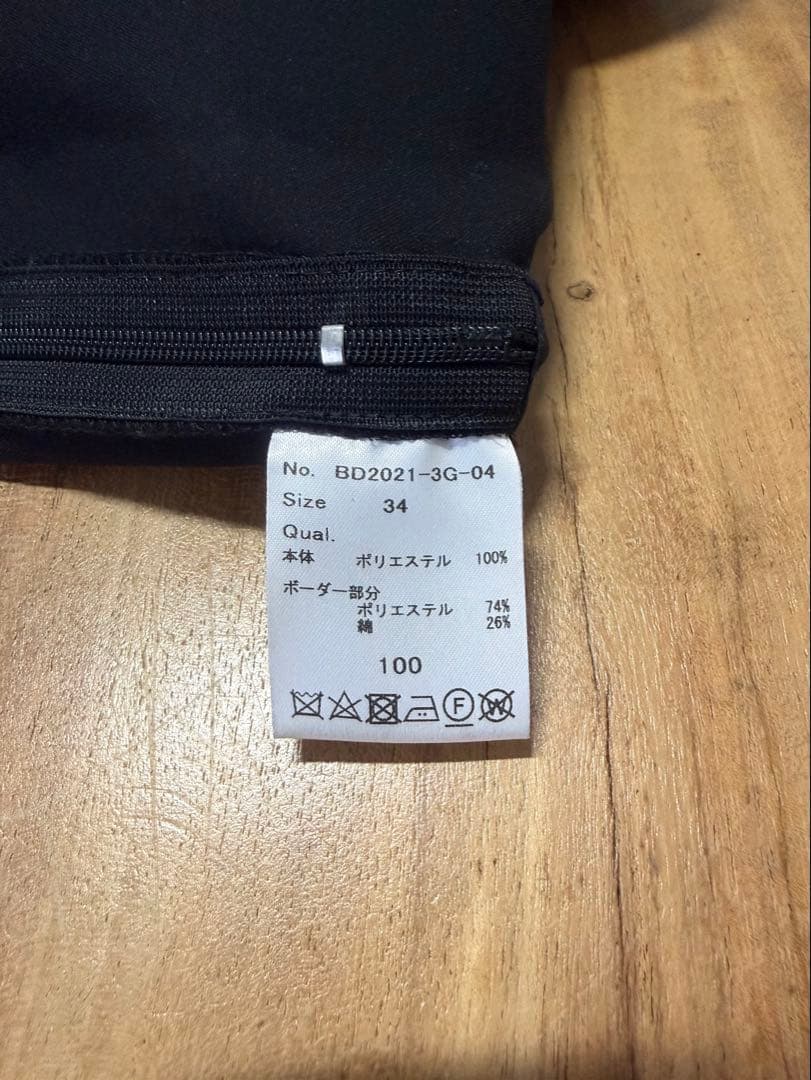 No. BD2021-3G-04
Size 34
Qual.
本体 ポリエステル 100%
ボーダー部分
ポリエステル 74%
綿 26%
100
F W